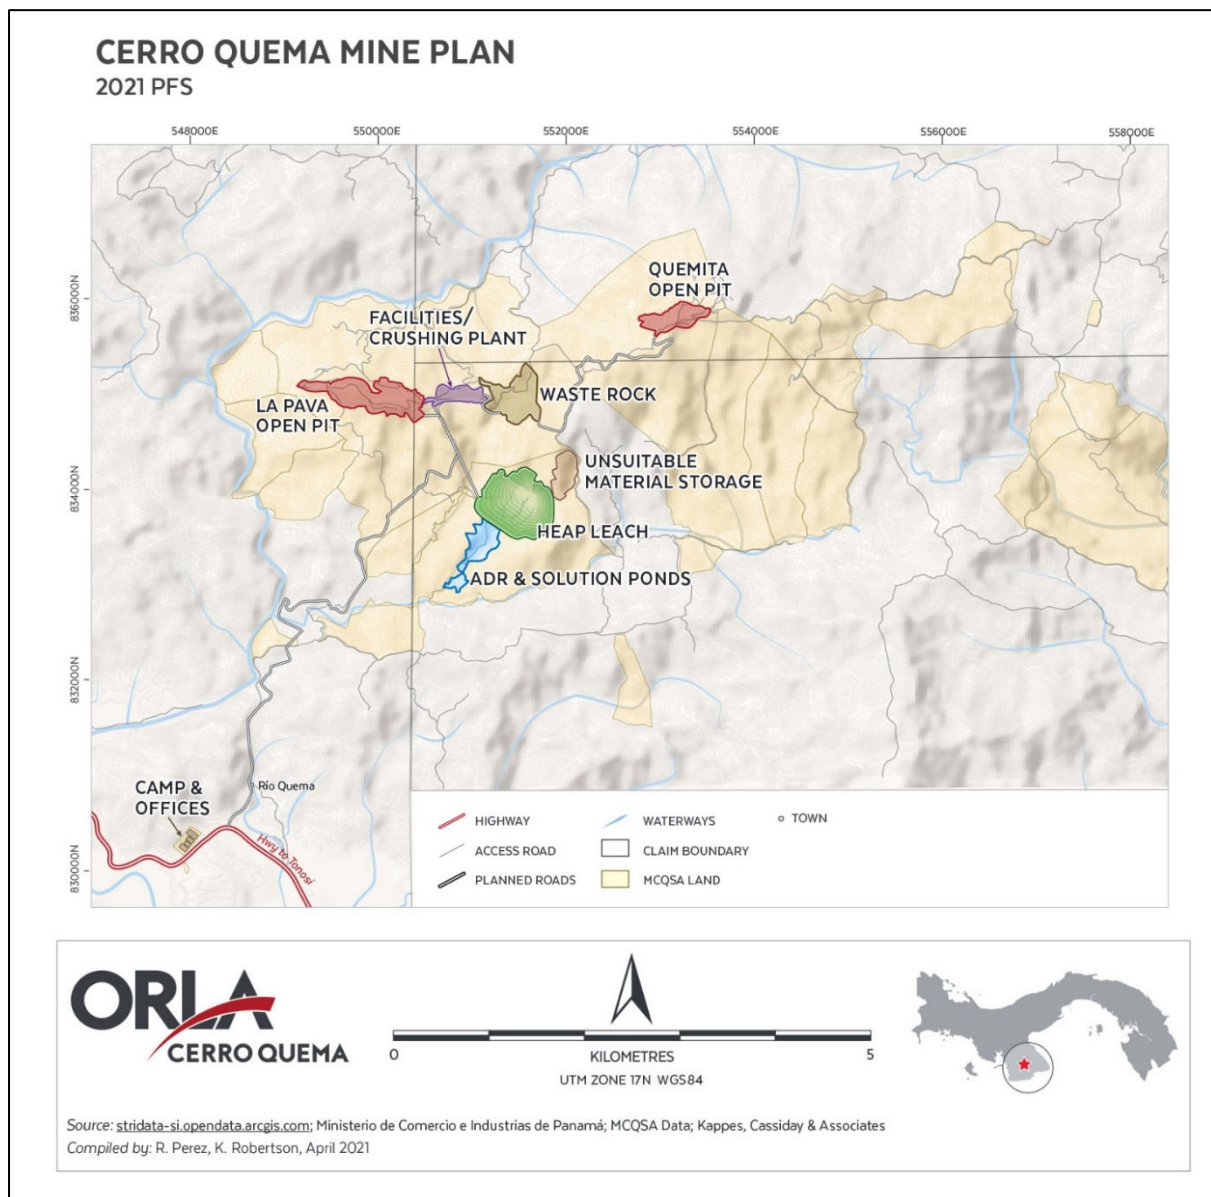 CERRO QUEMA MINE PLAN
2021 PFS
548000E
550000E
552000E
554000E
556000E
558000E
836000N
834000N
832000N
830000N
QUEMITA
OPEN PIT
FACILITIES/
CRUSHING PLANT
LA PAVA
OPEN PIT
WASTE ROCK
UNSUITABLE
MATERIAL STORAGE
HEAP LEACH
ADR & SOLUTION PONDS
CAMP &
OFFICES
Río Quema
Hwy to Tonosi
HIGHWAY
ACCESS ROAD
PLANNED ROADS
WATERWAYS
CLAIM BOUNDARY
MCQSA LAND
TOWN
ORLA
CERRO QUEMA
0
5
KILOMETRES
UTM ZONE 17N WGS84
Source: stridata-si.opendata.arcgis.com; Ministerio de Comercio e Industrias de Panamá; MCQSA Data; Kappes, Cassiday & Associates
Compiled by: R. Perez, K. Robertson, April 2021